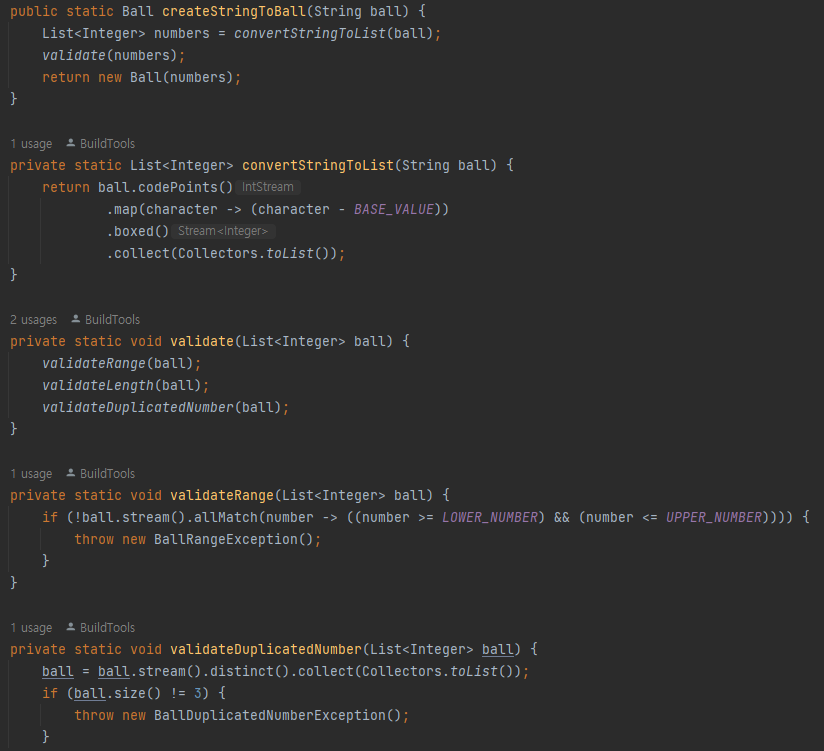 public static Ball createStringToBall(String ball) {
    List<Integer> numbers = convertStringToList(ball);
    validate(numbers);
    return new Ball(numbers);
}
1 usage BuildTools
private static List<Integer> convertStringToList(String ball) {
    return ball.codePoints() IntStream
            .map(character -> (character - BASE_VALUE))
            .boxed() Stream<Integer>
            .collect(Collectors.toList());
}
2 usages BuildTools
private static void validate(List<Integer> ball) {
    validateRange(ball);
    validateLength(ball);
    validateDuplicatedNumber(ball);
}
1 usage BuildTools
private static void validateRange(List<Integer> ball) {
    if (!ball.stream().allMatch(number -> ((number >= LOWER_NUMBER) && (number <= UPPER_NUMBER)))) {
        throw new BallRangeException();
    }
}
1 usage BuildTools
private static void validateDuplicatedNumber(List<Integer> ball) {
    ball = ball.stream().distinct().collect(Collectors.toList());
    if (ball.size() != 3) {
        throw new BallDuplicatedNumberException();
    }